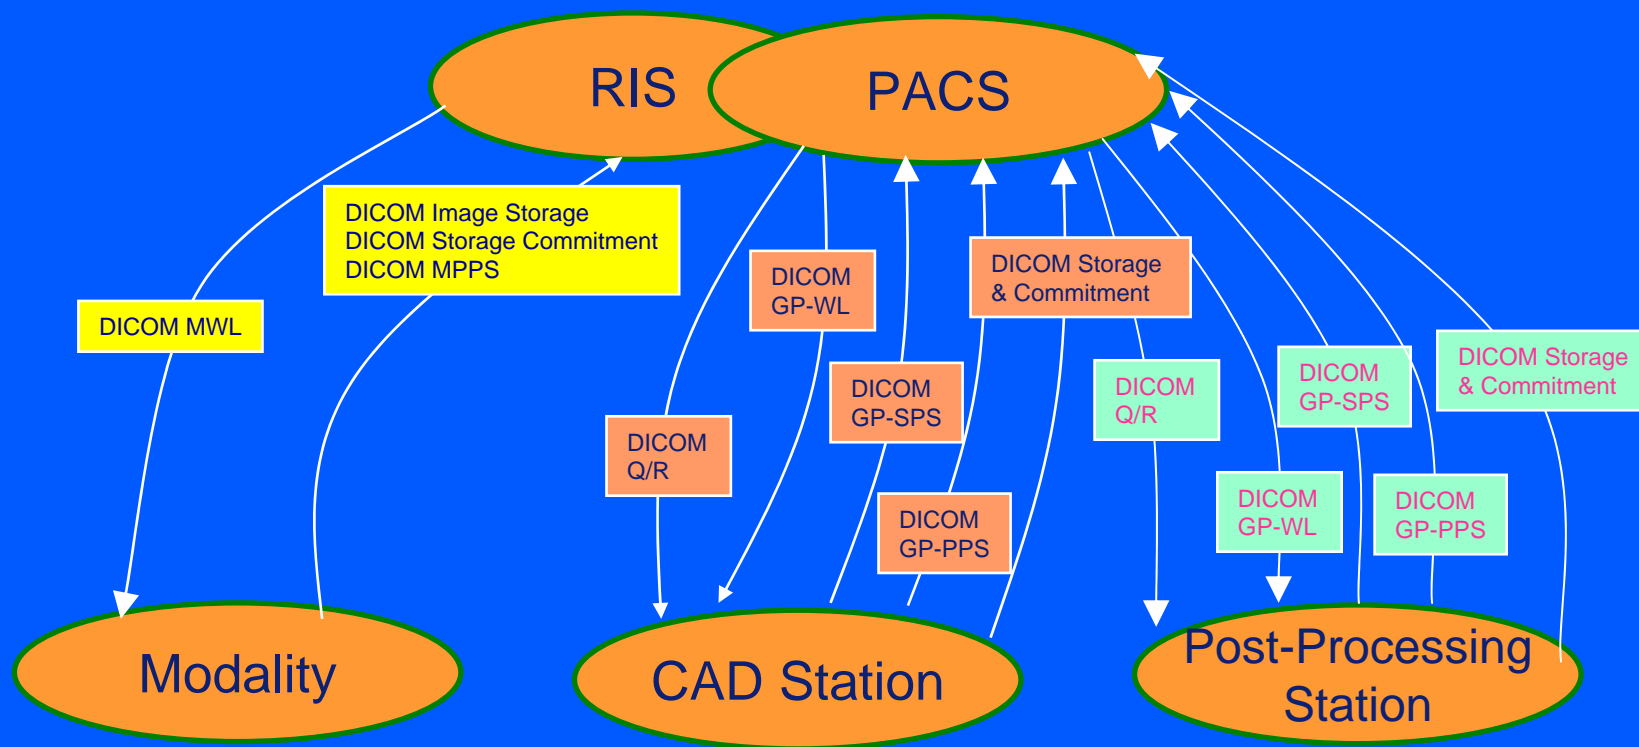 RIS
PACS
DICOM Image Storage
DICOM Storage Commitment
DICOM MPPS
DICOM MWL
DICOM
GP-WL
DICOM Storage
& Commitment
DICOM
GP-SPS
DICOM
Q/R
DICOM
GP-PPS
DICOM
Q/R
DICOM
GP-SPS
DICOM Storage
& Commitment
DICOM
GP-WL
DICOM
GP-PPS
Modality
CAD Station
Post-Processing
Station